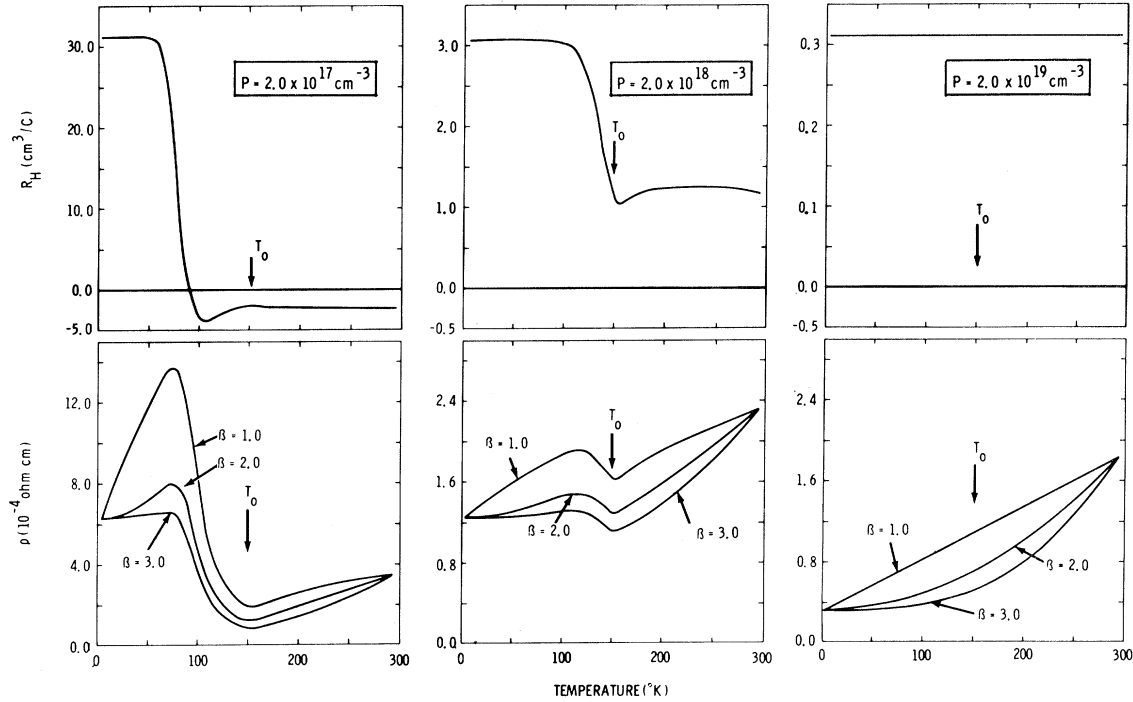 30.0
20.0
10.0
0.0
-5.0
R_H (cm^3/C)
P = 2.0 x 10^17 cm^-3
T_o
3.0
2.0
1.0
0.0
-0.5
P = 2.0 x 10^18 cm^-3
T_o
0.3
0.2
0.1
0.0
-0.5
P = 2.0 x 10^19 cm^-3
T_o
12.0
8.0
4.0
0.0
ρ (10^-4 ohm cm)
ß = 1.0
ß = 2.0
T_o
ß = 3.0
0
100
200
300
2.4
1.6
0.8
0.0
ß = 1.0
T_o
ß = 2.0
ß = 3.0
0
100
200
300
2.4
1.6
0.8
0.0
T_o
ß = 1.0
ß = 2.0
ß = 3.0
0
100
200
300
TEMPERATURE (°K)